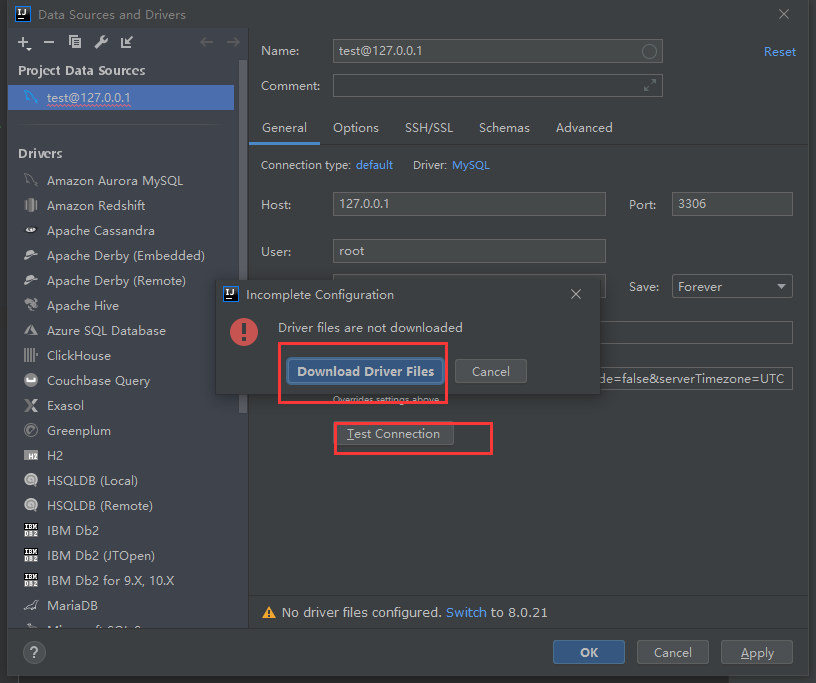 Data Sources and Drivers
Project Data Sources
test@127.0.0.1
Drivers
Amazon Aurora MySQL
Amazon Redshift
Apache Cassandra
Apache Derby (Embedded)
Apache Derby (Remote)
Apache Hive
Azure SQL Database
ClickHouse
Couchbase Query
Exasol
Greenplum
H2
HSQLDB (Local)
HSQLDB (Remote)
IBM Db2
IBM Db2 (JTOpen)
IBM Db2 for 9.X, 10.X
MariaDB
Name: test@127.0.0.1 Reset
Comment:
General Options SSH/SSL Schemas Advanced
Connection type: default Driver: MySQL
Host: 127.0.0.1 Port: 3306
User: root
Save: Forever
Incomplete Configuration
Driver files are not downloaded
Download Driver Files Cancel
de=false&serverTimezone=UTC
Overrides settings above
Test Connection
No driver files configured. Switch to 8.0.21
? OK Cancel Apply